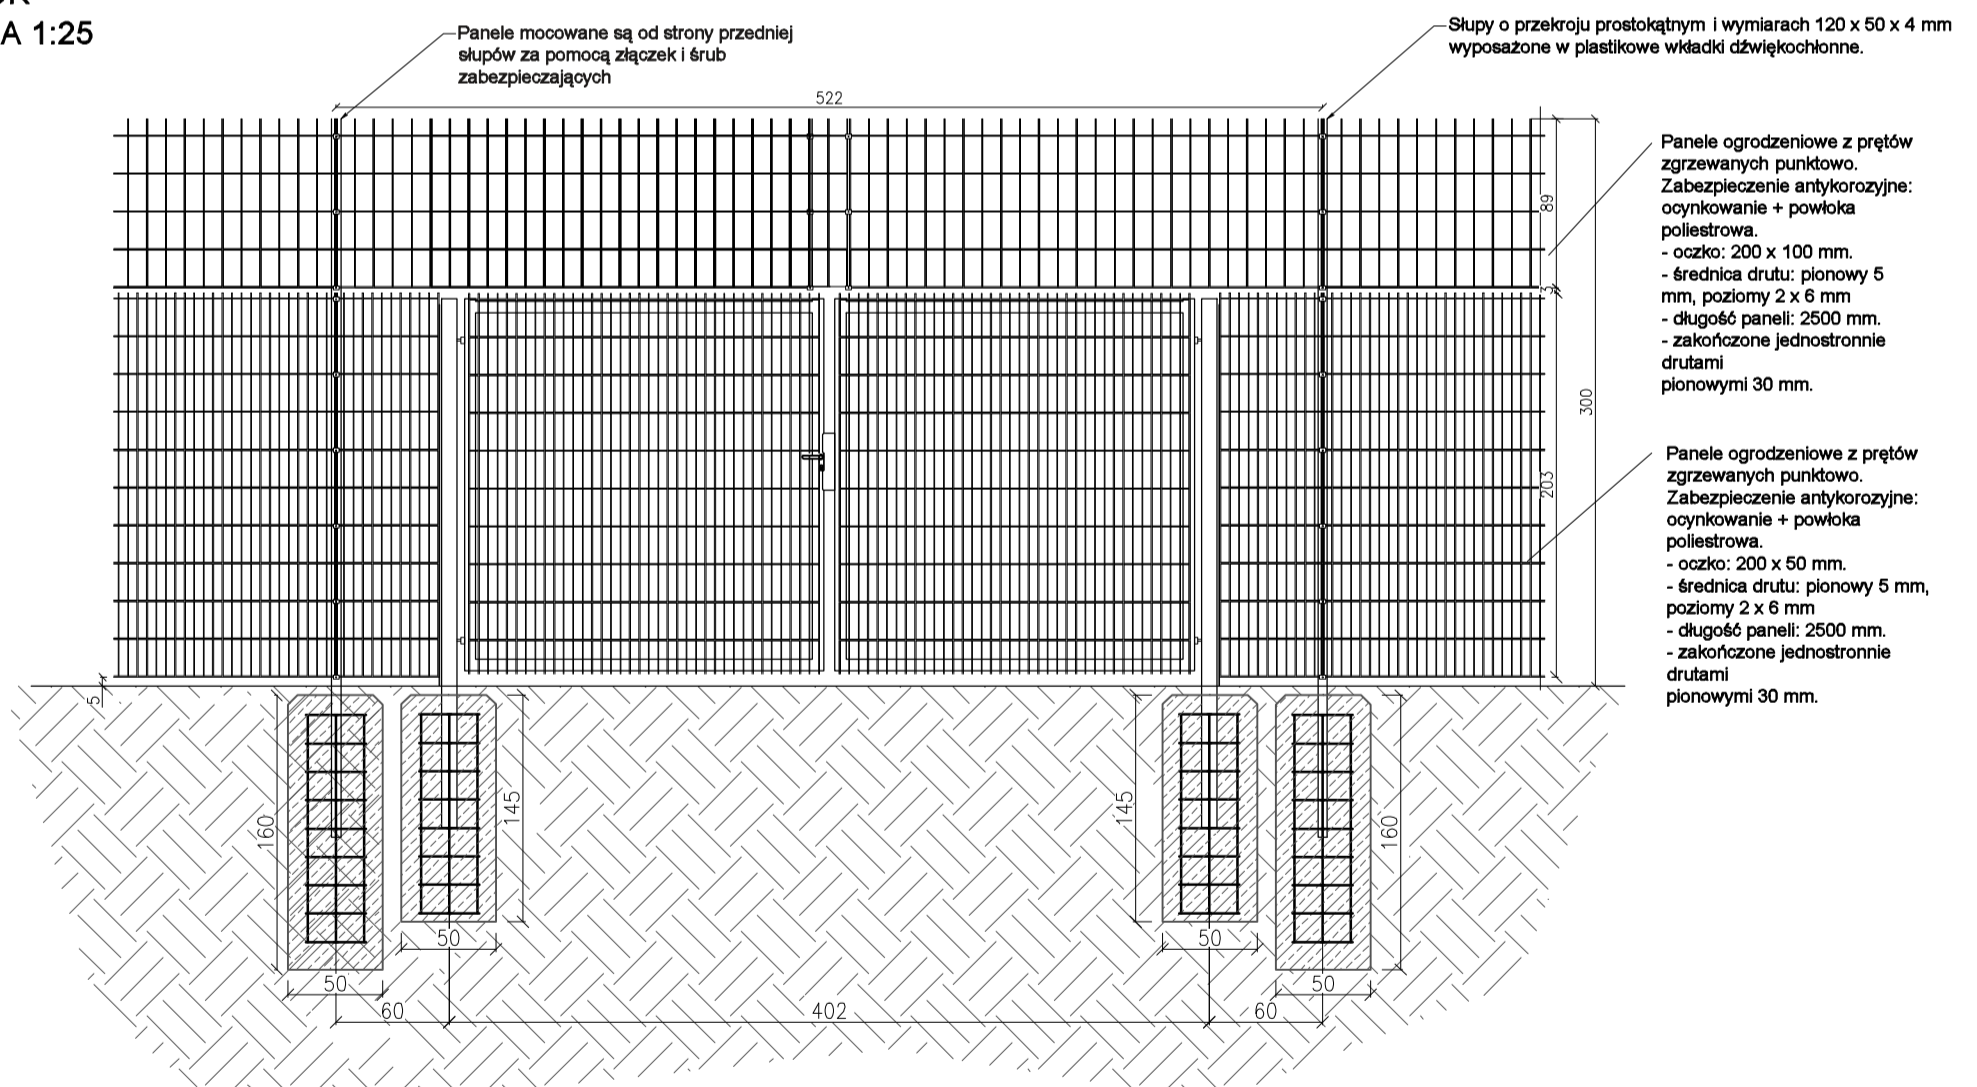 A 1:25
Panele mocowane są od strony przedniej
słupów za pomocą złączek i śrub
zabezpieczających
Słupy o przekroju prostokątnym i wymiarach 120 x 50 x 4 mm
wyposażone w plastikowe wkładki dźwiękochłonne.
522
Panele ogrodzeniowe z prętów
zgrzewanych punktowo.
Zabezpieczenie antykorozyjne:
ocynkowanie + powłoka
poliestrowa.
- oczko: 200 x 100 mm.
- średnica drutu: pionowy 5
mm, poziomy 2 x 6 mm
- długość paneli: 2500 mm.
- zakończone jednostronnie
drutami
pionowymi 30 mm.
89
3
300
203
Panele ogrodzeniowe z prętów
zgrzewanych punktowo.
Zabezpieczenie antykorozyjne:
ocynkowanie + powłoka
poliestrowa.
- oczko: 200 x 50 mm.
- średnica drutu: pionowy 5 mm,
poziomy 2 x 6 mm
- długość paneli: 2500 mm.
- zakończone jednostronnie
drutami
pionowymi 30 mm.
5
160
145
145
160
50
50
50
50
60
402
60